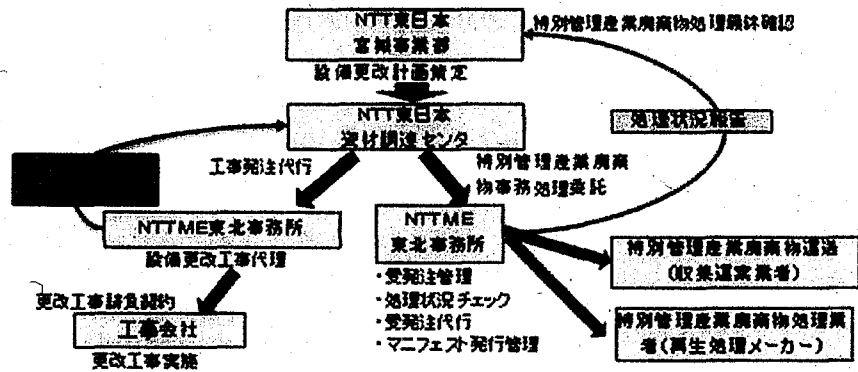 NTT東日本
宮城事業部
特別管理産業廃棄物処理最終確認
設備更改計画策定
NTT東日本
資材調達センタ
処理状況報告
工事発注代行
特別管理産業廃棄
物事務処理委託
NTTME東北事務所
NTTME
東北事務所
設備更改工事代理
特別管理産業廃棄物運送
(収集運実業者)
・受発注管理
・処理状況チェック
・受発注代行
・マニフェスト発行管理
更改工事請負契約
工事会社
更改工事実施
特別管理産業廃棄物処理業
者(再生処理メーカー)